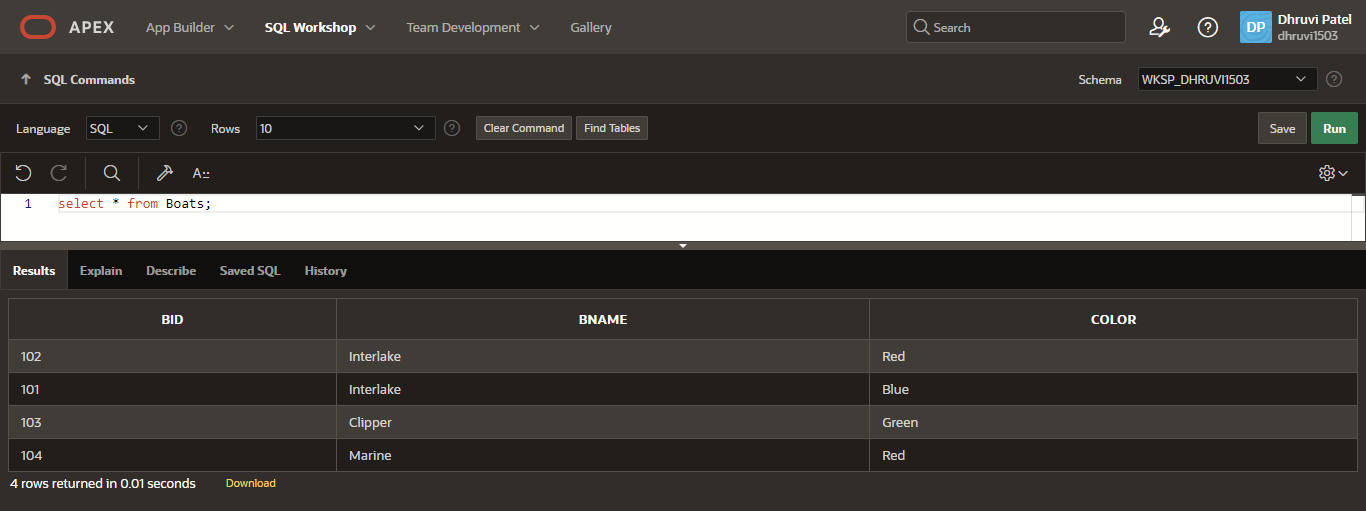 APEX App Builder SQL Workshop Team Development Gallery Search DP Dhruvi Patel
dhruvi1503
SQL Commands Schema WKSP_DHRUVI1503
Language SQL Rows 10 Clear Command Find Tables Save Run
A::
1 select * from Boats;
Results Explain Describe Saved SQL History
BID BNAME COLOR
102 Interlake Red
101 Interlake Blue
103 Clipper Green
104 Marine Red
4 rows returned in 0.01 seconds Download